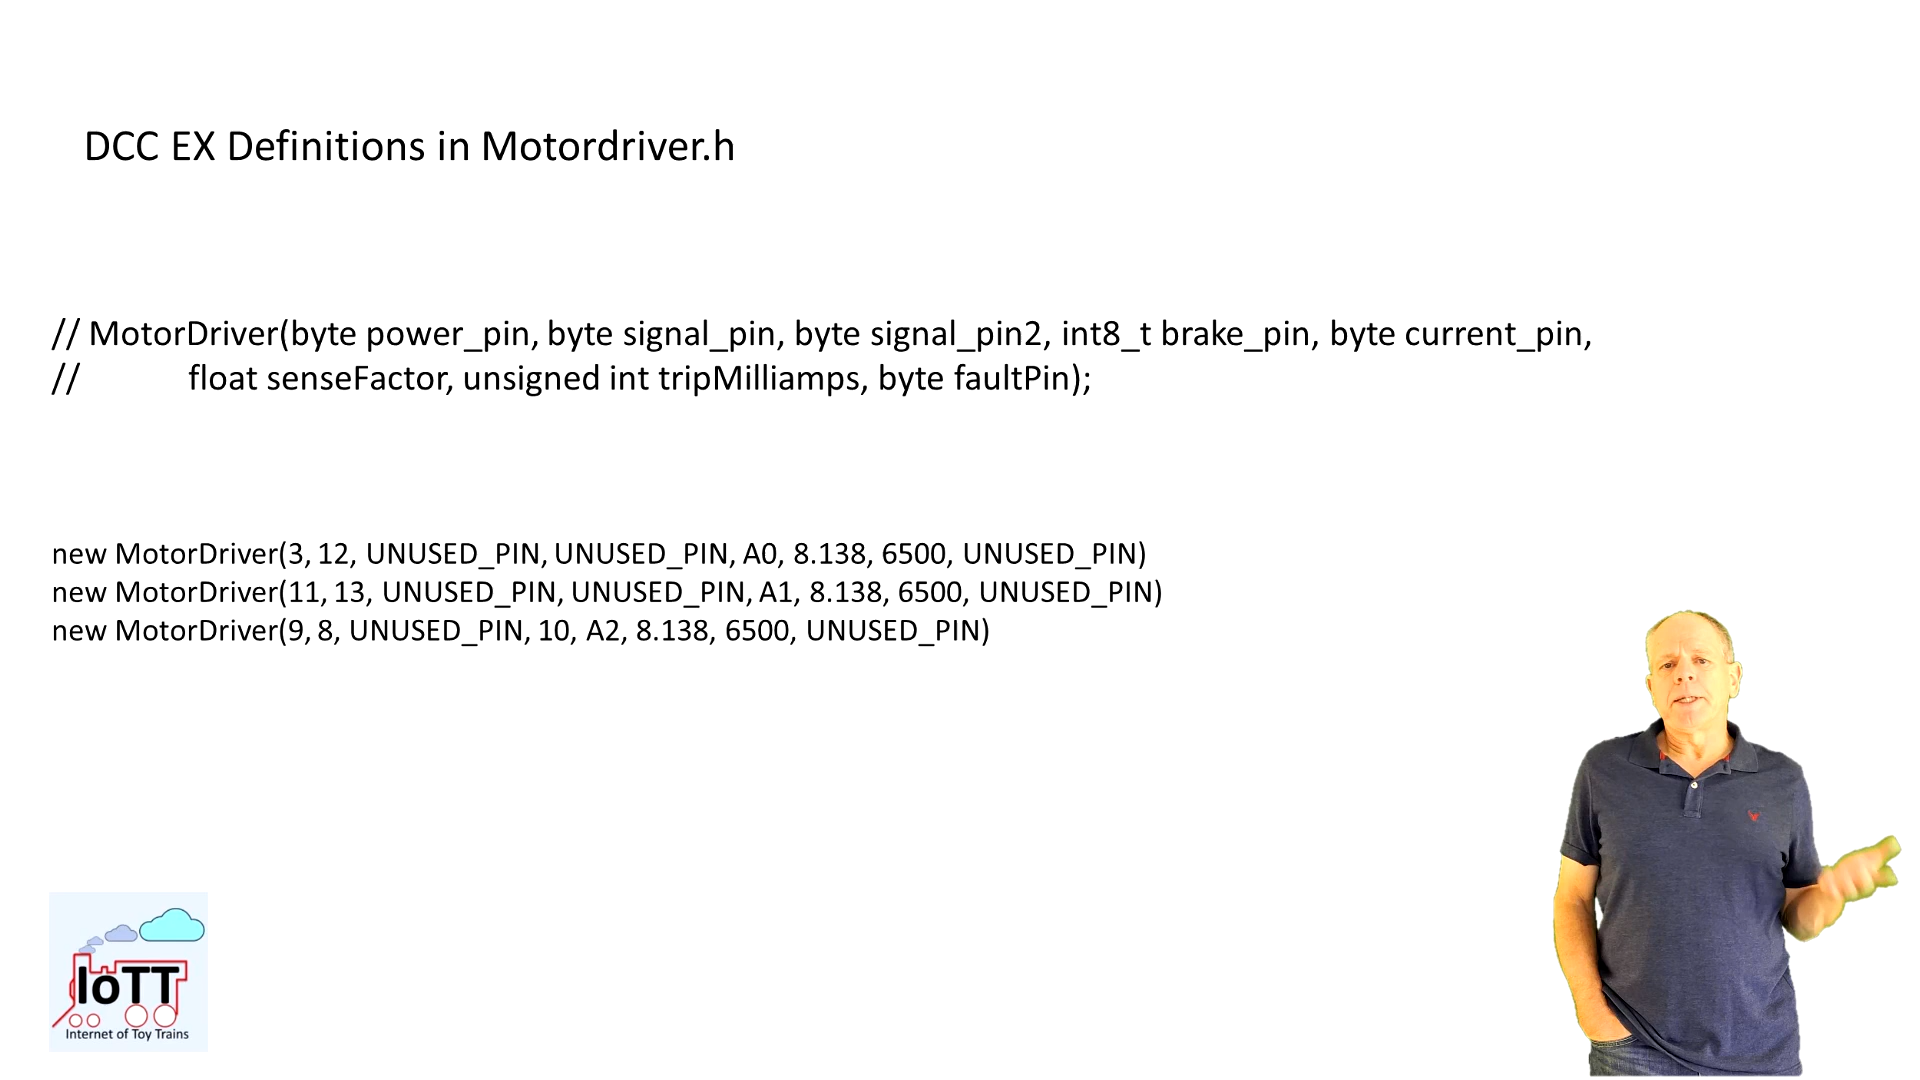 DCC EX Definitions in Motordriver.h
// MotorDriver(byte power_pin, byte signal_pin, byte signal_pin2, int8_t brake_pin, byte current_pin,
// float senseFactor, unsigned int tripMilliamps, byte faultPin);
new MotorDriver(3, 12, UNUSED_PIN, UNUSED_PIN, A0, 8.138, 6500, UNUSED_PIN)
new MotorDriver(11, 13, UNUSED_PIN, UNUSED_PIN, A1, 8.138, 6500, UNUSED_PIN)
new MotorDriver(9, 8, UNUSED_PIN, 10, A2, 8.138, 6500, UNUSED_PIN)
IoTT
Internet of Toy Trains